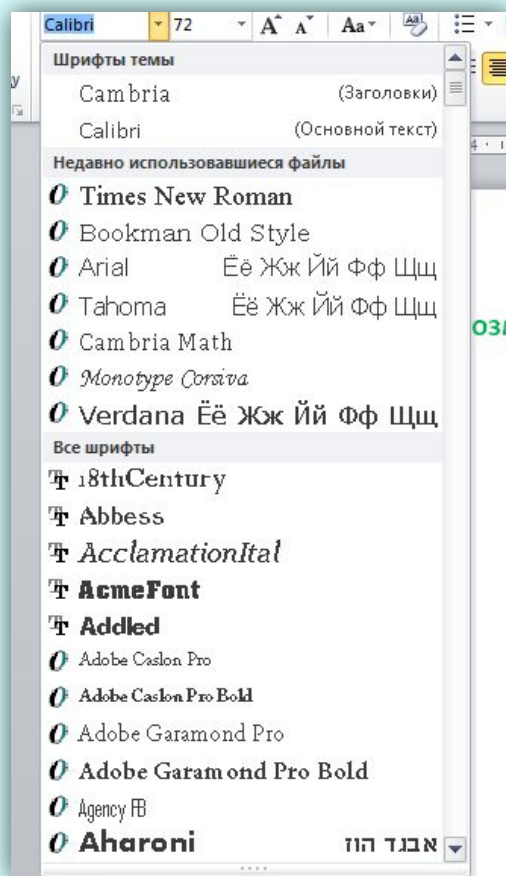 Calibri 72 Aa
Шрифты темы
Cambria (Заголовки)
Calibri (Основной текст)
Недавно использовавшиеся файлы
Times New Roman
Bookman Old Style
Arial Ёё Жж Йй Фф Щщ
Tahoma Ёё Жж Йй Фф Щщ
Cambria Math
Monotype Corsiva
Verdana Ёё Жж Йй Фф Щщ
Все шрифты
18thCentury
Abbess
AcclamationItal
AcmeFont
Addled
Adobe Caslon Pro
Adobe Caslon Pro Bold
Adobe Garamond Pro
Adobe Garamond Pro Bold
Agency FB
Aharoni אבגד הוז